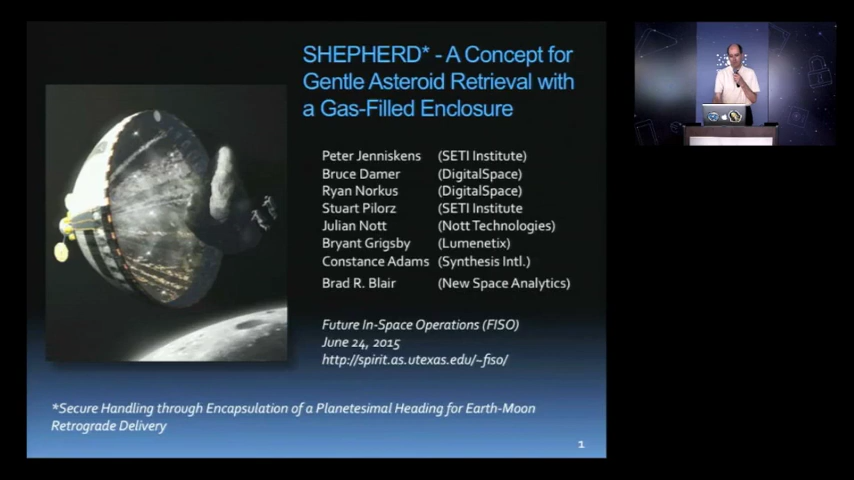 SHEPHERD* - A Concept for
Gentle Asteroid Retrieval with
a Gas-Filled Enclosure
Peter Jenniskens (SETI Institute)
Bruce Damer (DigitalSpace)
Ryan Norkus (DigitalSpace)
Stuart Pilorz (SETI Institute
Julian Nott (Nott Technologies)
Bryant Grigsby (Lumenetix)
Constance Adams (Synthesis Intl.)
Brad R. Blair (New Space Analytics)
Future In-Space Operations (FISO)
June 24, 2015
http://spirit.as.utexas.edu/~fiso/
*Secure Handling through Encapsulation of a Planetesimal Heading for Earth-Moon
Retrograde Delivery
1